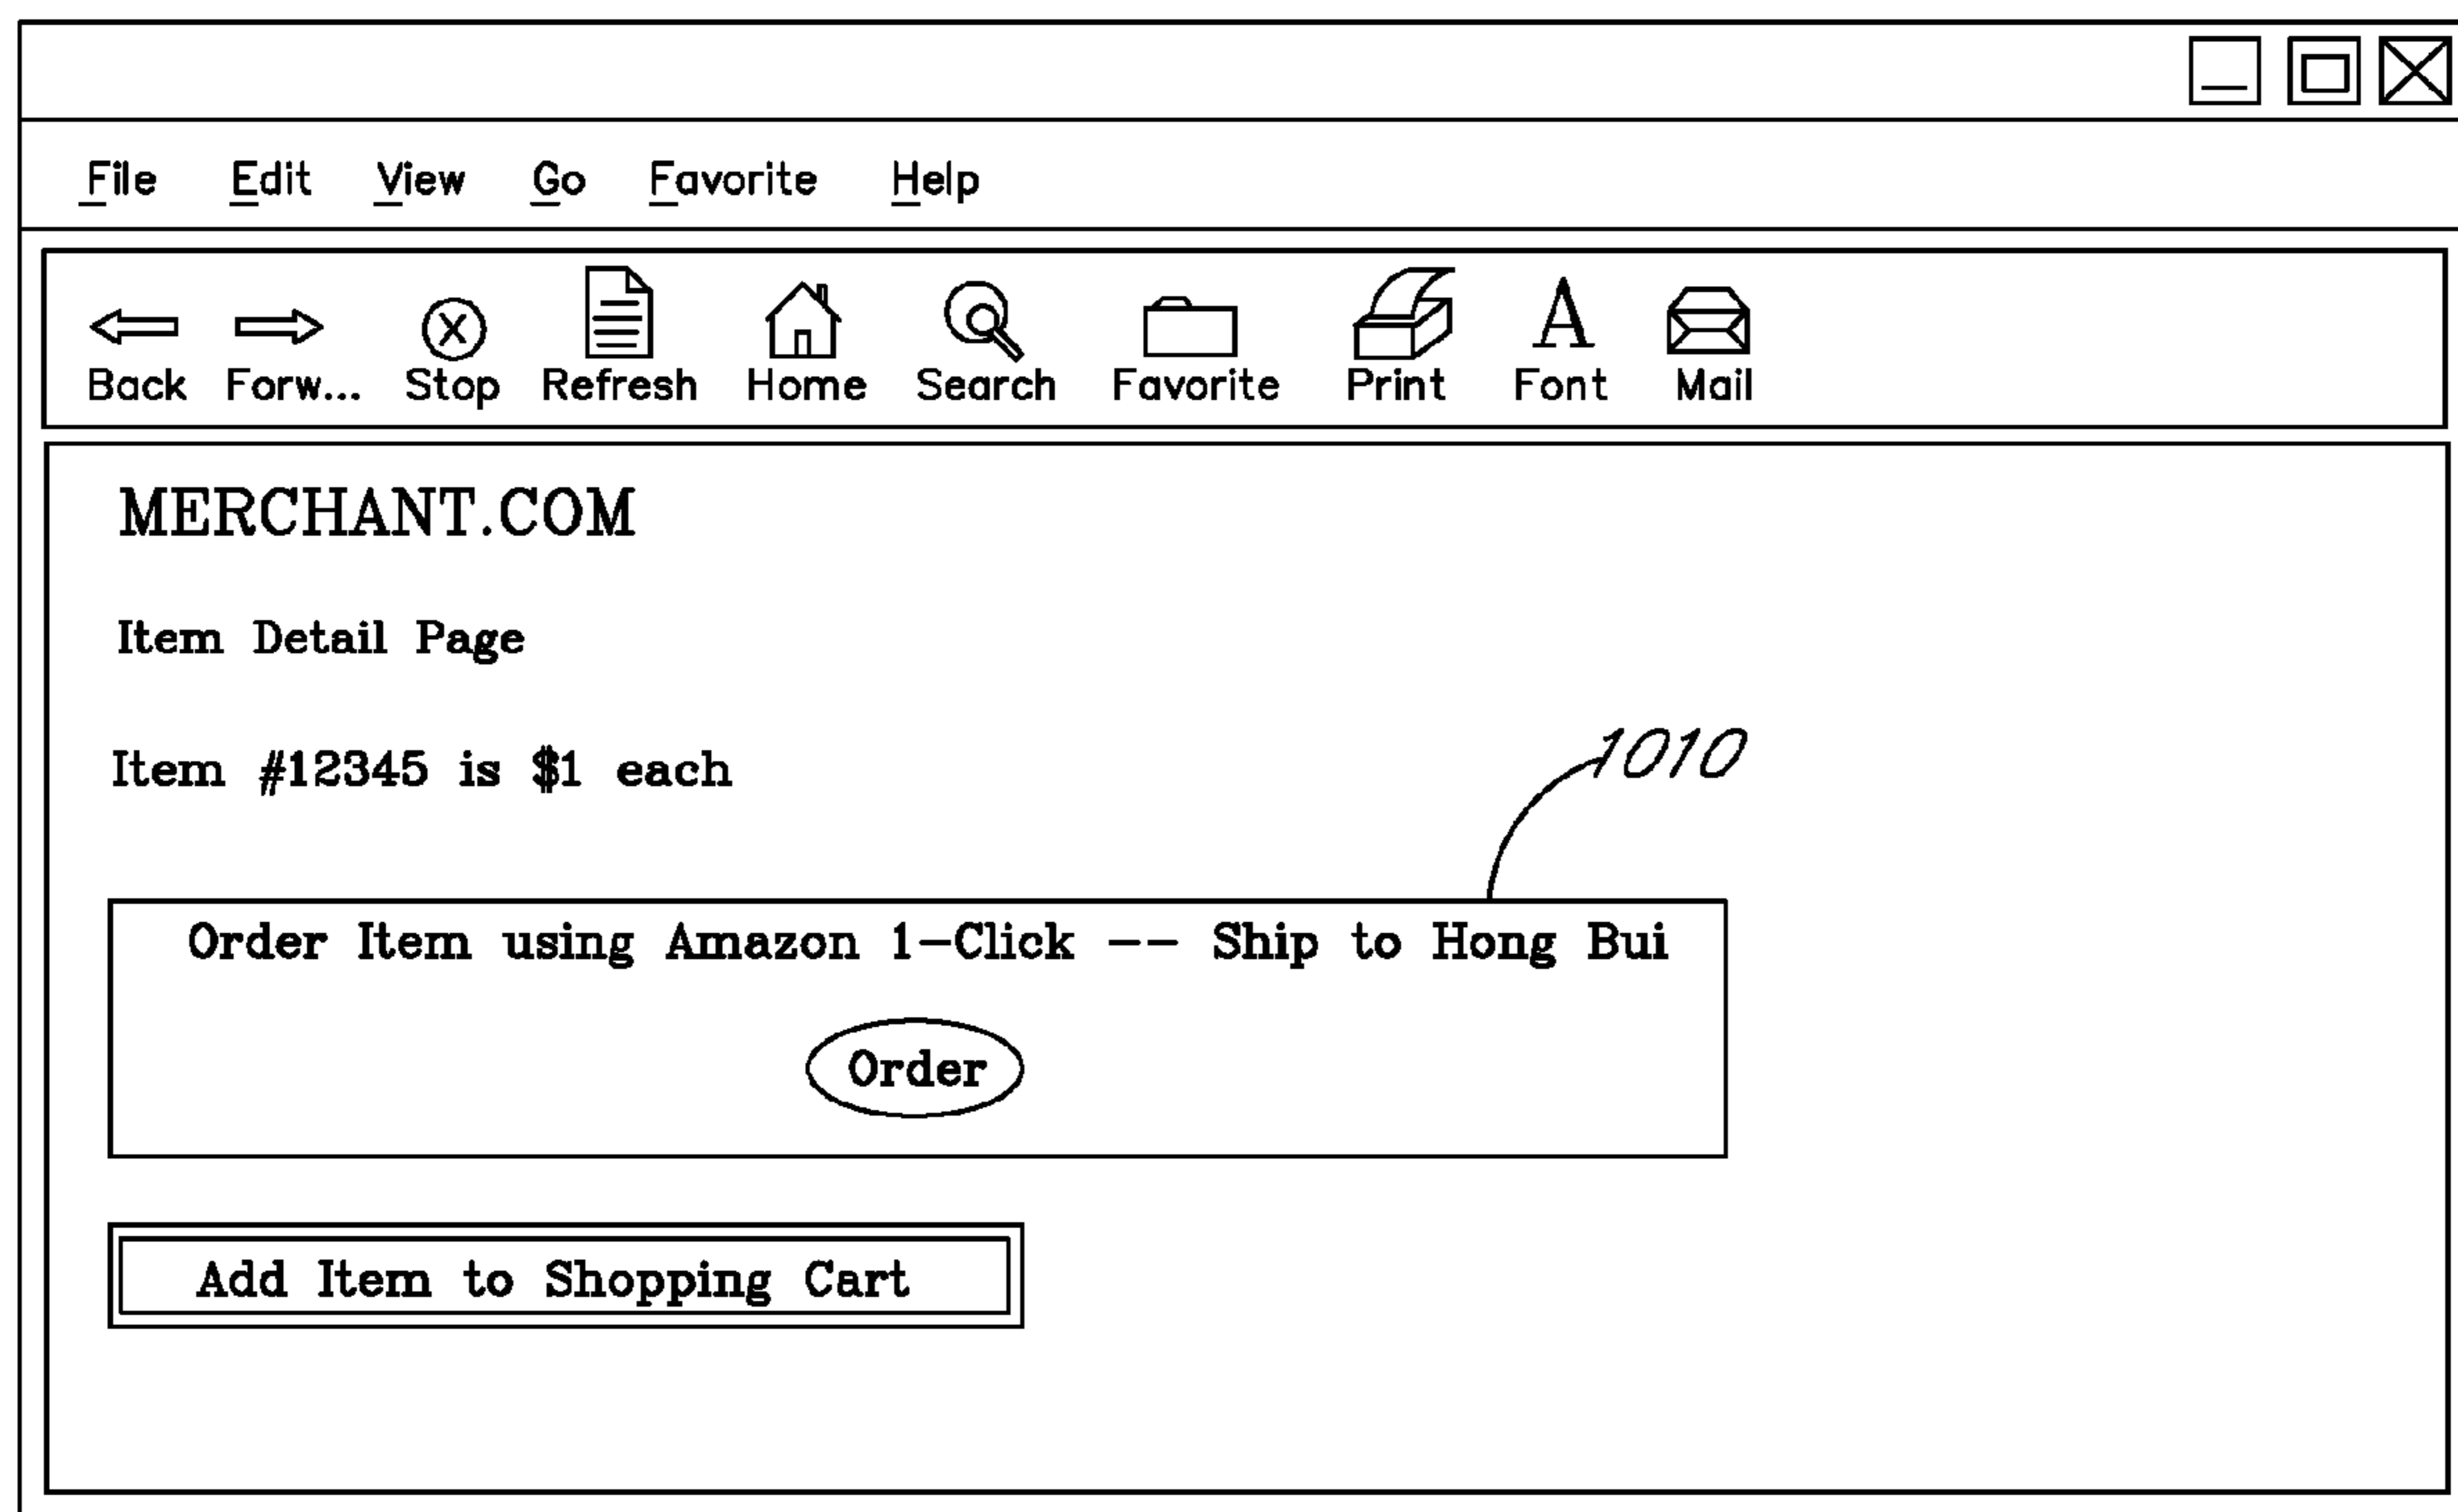 File Edit View Go Favorite Help
Back Forw... Stop Refresh Home Search Favorite Print Font Mail
MERCHANT.COM
Item Detail Page
Item #12345 is $1 each
1010
Order Item using Amazon 1-Click -- Ship to Hong Bui
Order
Add Item to Shopping Cart